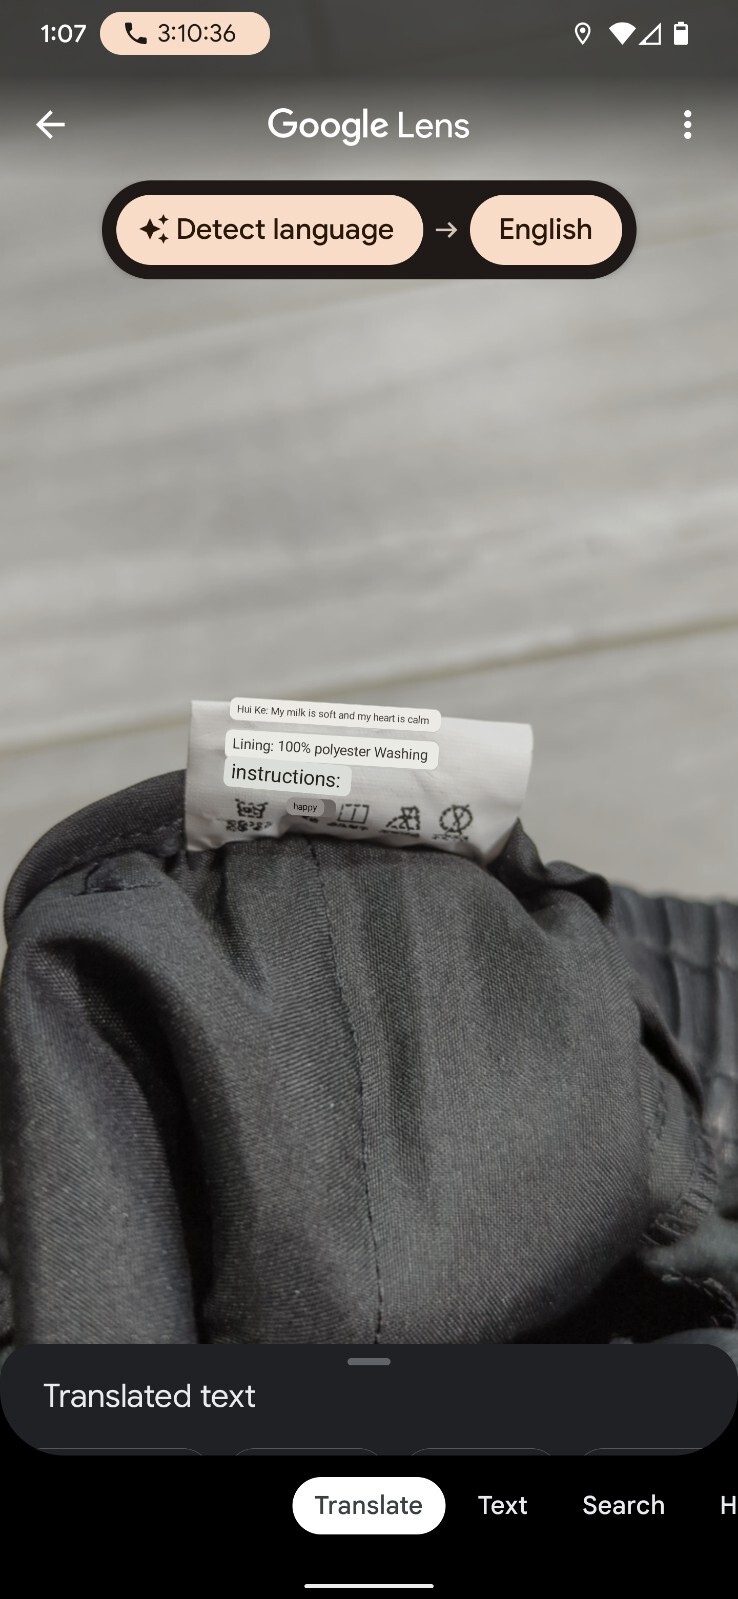 1:07 3:10:36
Google Lens
Detect language → English
Hui Ke: My milk is soft and my heart is calm
Lining: 100% polyester Washing
instructions:
happy
Translated text
Translate Text Search H